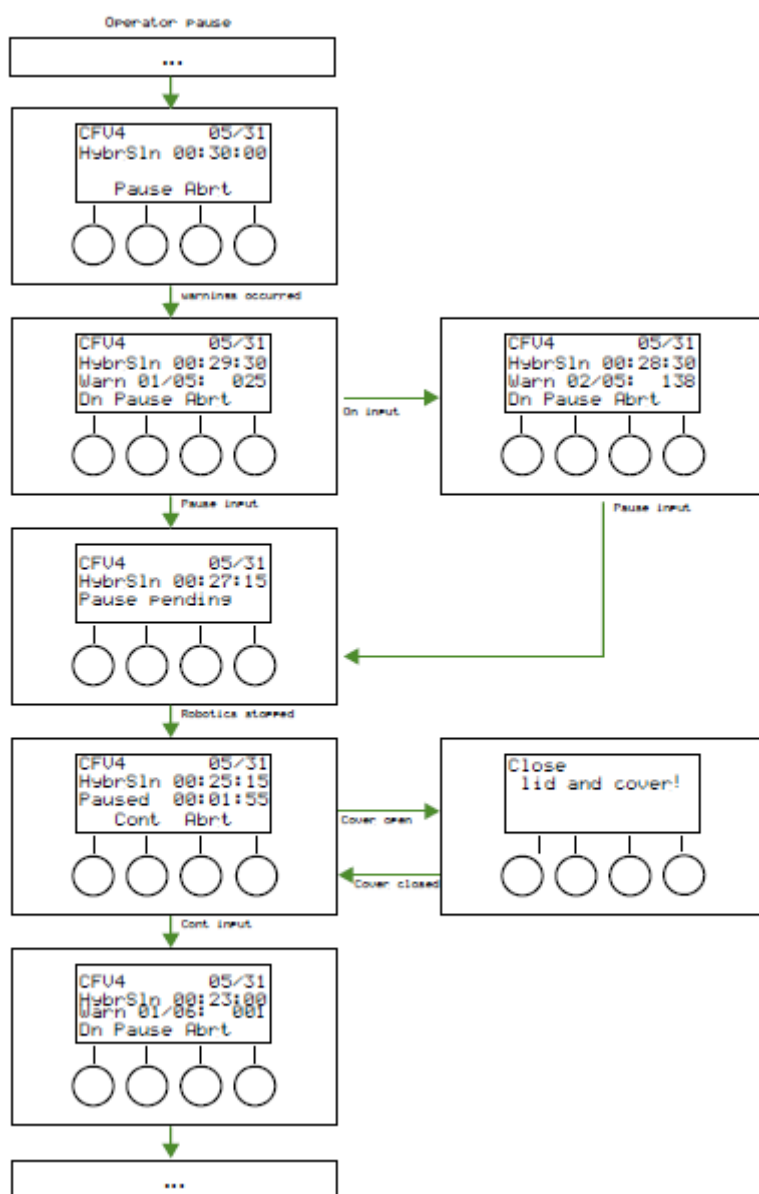 Operator pause
...
CFV4 05/31
HybrSln 00:30:00
Pause Abrt
warnings occurred
CFV4 05/31
HybrSln 00:29:30
Warn 01/05: 025
Dn Pause Abrt
Dn input
CFV4 05/31
HybrSln 00:28:30
Warn 02/05: 138
Dn Pause Abrt
Pause input
Pause input
CFV4 05/31
HybrSln 00:27:15
Pause pending
Robotics stopped
CFV4 05/31
HybrSln 00:25:15
Paused 00:01:55
Cont Abrt
Cover open
Close
lid and cover!
Cover closed
Cont input
CFV4 05/31
HybrSln 00:23:00
Warn 01/06: 001
Dn Pause Abrt
...